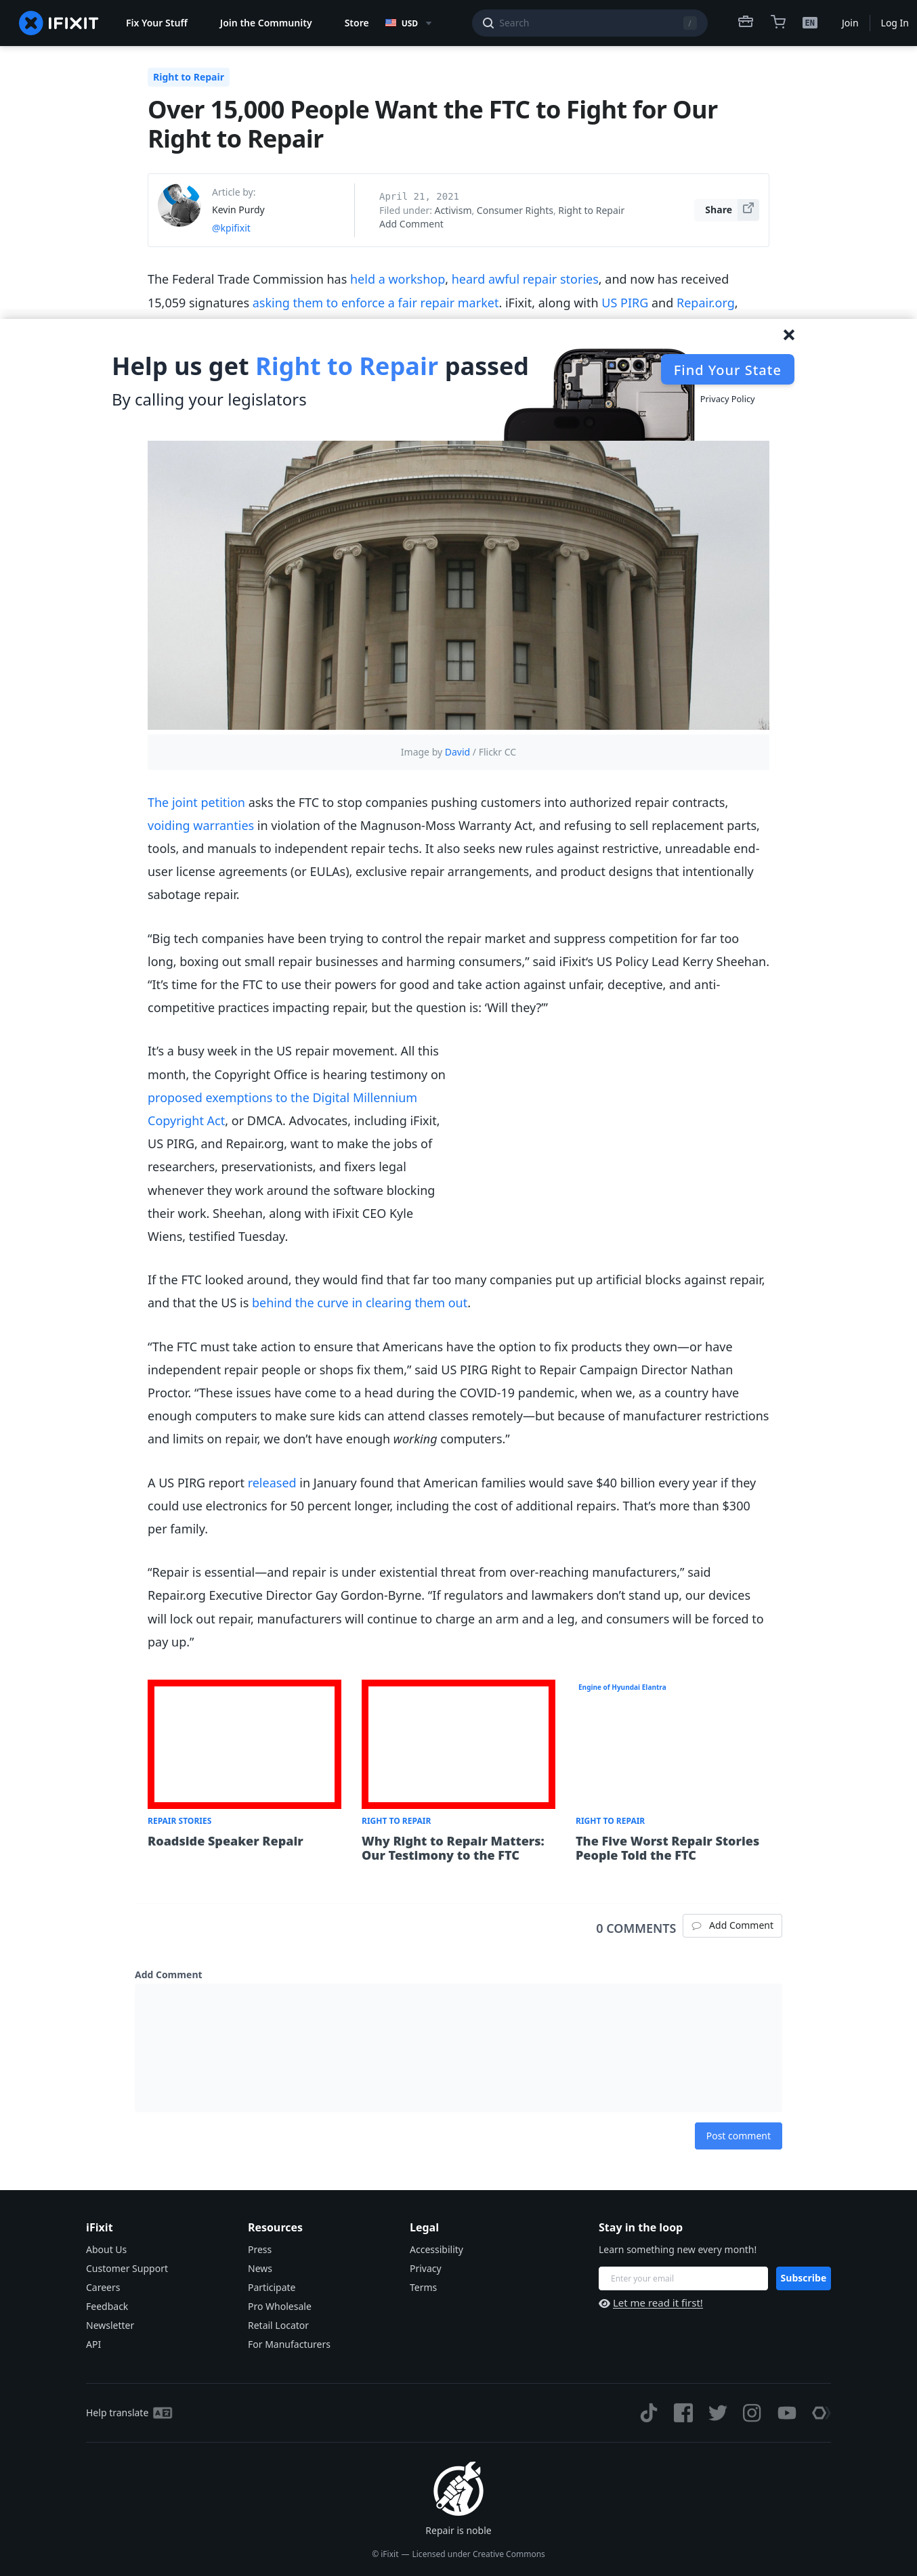 IFIXIT
Fix Your Stuff
Join the Community
Store
USD
Search
/
EN
Join
Log In
Right to Repair
Over 15,000 People Want the FTC to Fight for Our
Right to Repair
Article by:
Kevin Purdy
@kpifixit
April 21, 2021
Filed under: Activism, Consumer Rights, Right to Repair
Add Comment
Share
The Federal Trade Commission has held a workshop, heard awful repair stories, and now has received
15,059 signatures asking them to enforce a fair repair market. iFixit, along with US PIRG and Repair.org,
Help us get Right to Repair passed
By calling your legislators
Find Your State
Privacy Policy
Image by David / Flickr CC
The joint petition asks the FTC to stop companies pushing customers into authorized repair contracts,
voiding warranties in violation of the Magnuson-Moss Warranty Act, and refusing to sell replacement parts,
tools, and manuals to independent repair techs. It also seeks new rules against restrictive, unreadable end-
user license agreements (or EULAs), exclusive repair arrangements, and product designs that intentionally
sabotage repair.
“Big tech companies have been trying to control the repair market and suppress competition for far too
long, boxing out small repair businesses and harming consumers,” said iFixit’s US Policy Lead Kerry Sheehan.
“It’s time for the FTC to use their powers for good and take action against unfair, deceptive, and anti-
competitive practices impacting repair, but the question is: ‘Will they?’”
It’s a busy week in the US repair movement. All this
month, the Copyright Office is hearing testimony on
proposed exemptions to the Digital Millennium
Copyright Act, or DMCA. Advocates, including iFixit,
US PIRG, and Repair.org, want to make the jobs of
researchers, preservationists, and fixers legal
whenever they work around the software blocking
their work. Sheehan, along with iFixit CEO Kyle
Wiens, testified Tuesday.
If the FTC looked around, they would find that far too many companies put up artificial blocks against repair,
and that the US is behind the curve in clearing them out.
“The FTC must take action to ensure that Americans have the option to fix products they own—or have
independent repair people or shops fix them,” said US PIRG Right to Repair Campaign Director Nathan
Proctor. “These issues have come to a head during the COVID-19 pandemic, when we, as a country have
enough computers to make sure kids can attend classes remotely—but because of manufacturer restrictions
and limits on repair, we don’t have enough working computers.”
A US PIRG report released in January found that American families would save $40 billion every year if they
could use electronics for 50 percent longer, including the cost of additional repairs. That’s more than $300
per family.
“Repair is essential—and repair is under existential threat from over-reaching manufacturers,” said
Repair.org Executive Director Gay Gordon-Byrne. “If regulators and lawmakers don’t stand up, our devices
will lock out repair, manufacturers will continue to charge an arm and a leg, and consumers will be forced to
pay up.”
REPAIR STORIES
Roadside Speaker Repair
RIGHT TO REPAIR
Why Right to Repair Matters:
Our Testimony to the FTC
Engine of Hyundai Elantra
RIGHT TO REPAIR
The Five Worst Repair Stories
People Told the FTC
0 COMMENTS
Add Comment
Add Comment
Post comment
iFixit
About Us
Customer Support
Careers
Feedback
Newsletter
API
Resources
Press
News
Participate
Pro Wholesale
Retail Locator
For Manufacturers
Legal
Accessibility
Privacy
Terms
Stay in the loop
Learn something new every month!
Enter your email
Subscribe
Let me read it first!
Help translate
Repair is noble
© iFixit — Licensed under Creative Commons